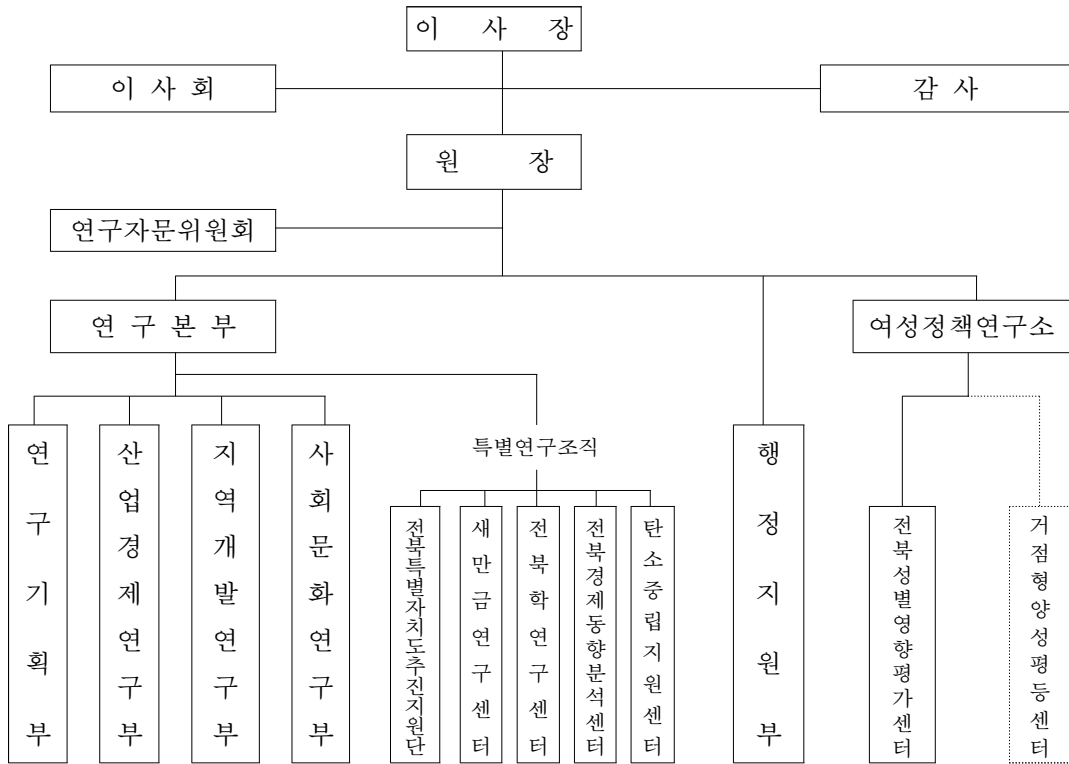 이 사 장
이 사 회
감 사
원 장
연구자문위원회
연 구 본 부
여성정책연구소
연구기획부
산업경제연구부
지역개발연구부
사회문화연구부
특별연구조직
전북특별자치도추진지원단
새만금연구센터
전북학연구센터
전북경제동향분석센터
탄소중립지원센터
행정지원부
전북성별영향평가센터
거점형양성평등센터